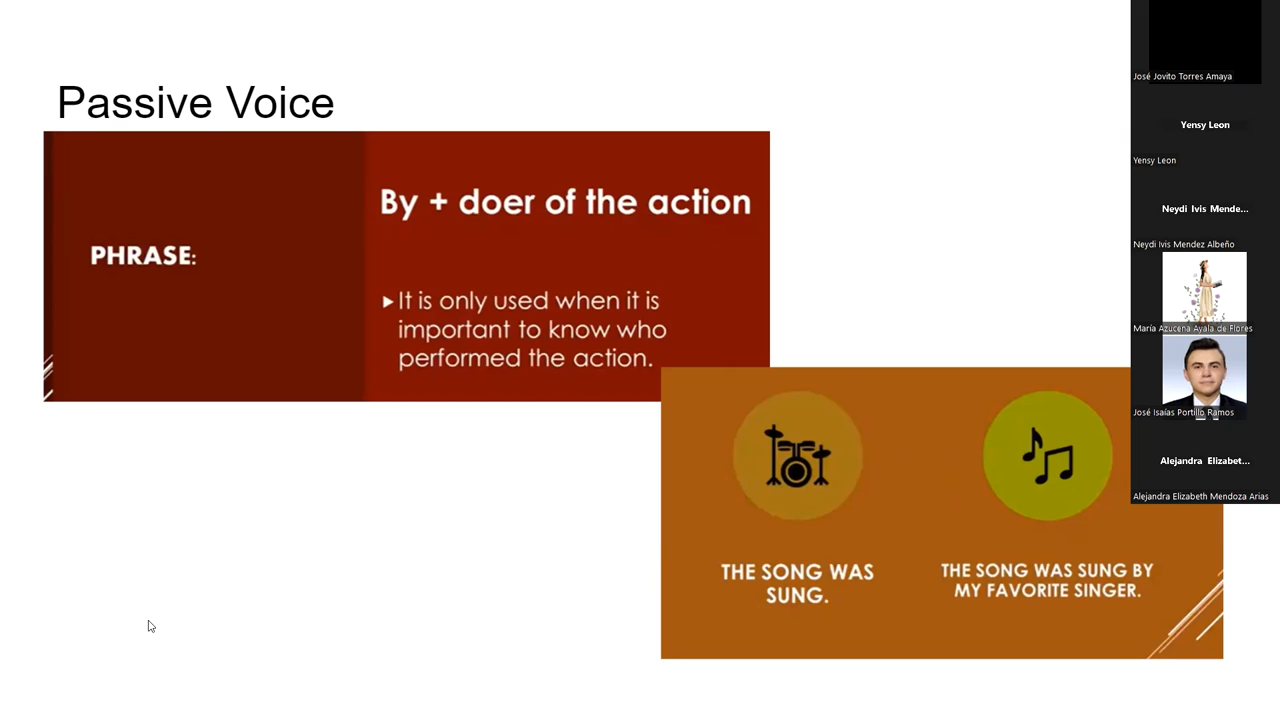 Passive Voice
PHRASE:
By + doer of the action
It is only used when it is
important to know who
performed the action.
THE SONG WAS
SUNG.
THE SONG WAS SUNG BY
MY FAVORITE SINGER.
José Jovito Torres Amaya
Yensy Leon
Yensy Leon
Neydi Ivis Mende...
Neydi Ivis Mendez Albeño
María Azucena Ayala de Flores
José Isaías Portillo Ramos
Alejandra Elizabet...
Alejandra Elizabeth Mendoza Arias